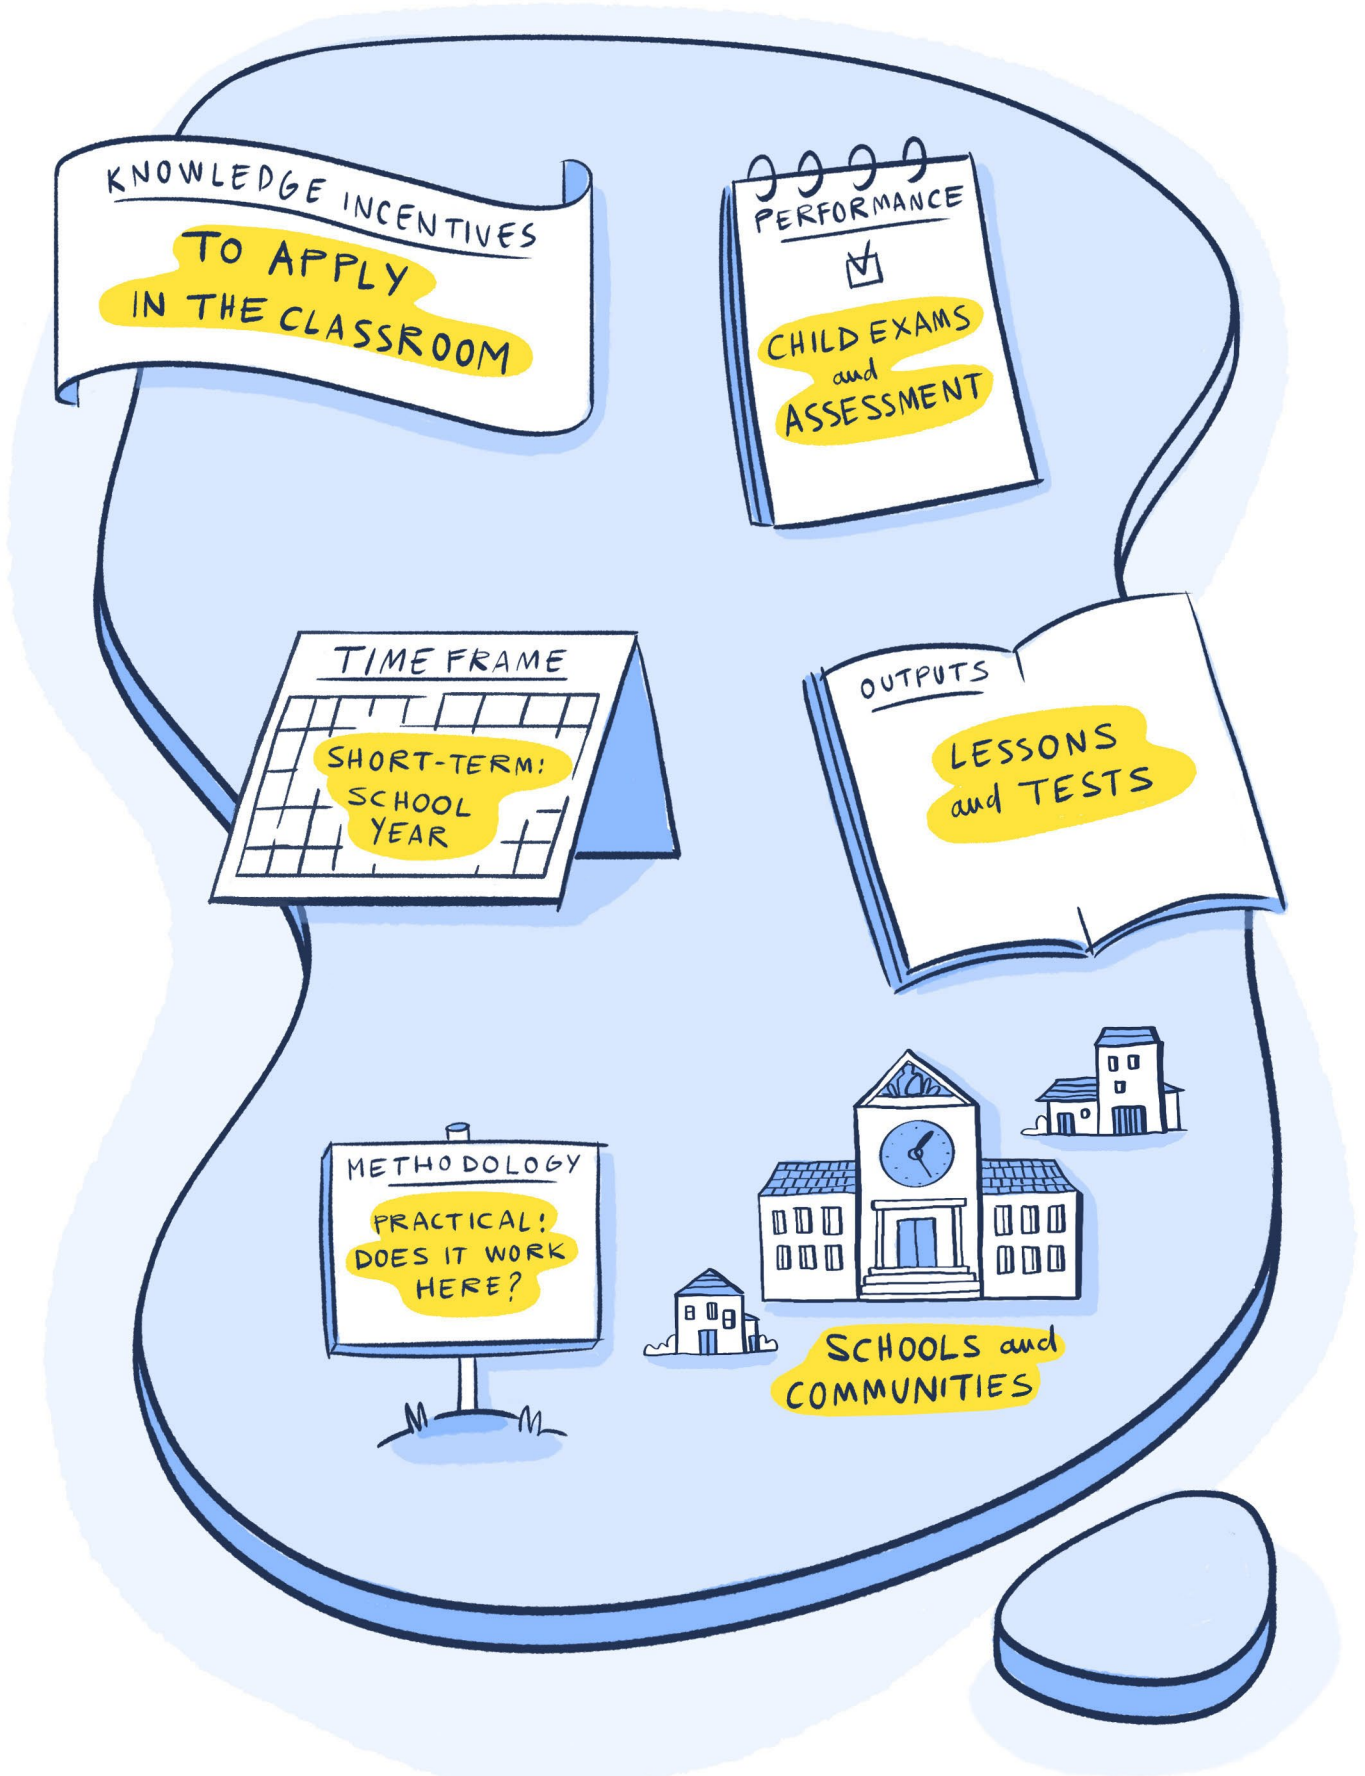 KNOWLEDGE INCENTIVES
TO APPLY
IN THE CLASSROOM
PERFORMANCE
CHILD EXAMS
and
ASSESSMENT
TIME FRAME
SHORT-TERM:
SCHOOL
YEAR
OUTPUTS
LESSONS
and TESTS
METHODOLOGY
PRACTICAL:
DOES IT WORK
HERE?
SCHOOLS and
COMMUNITIES